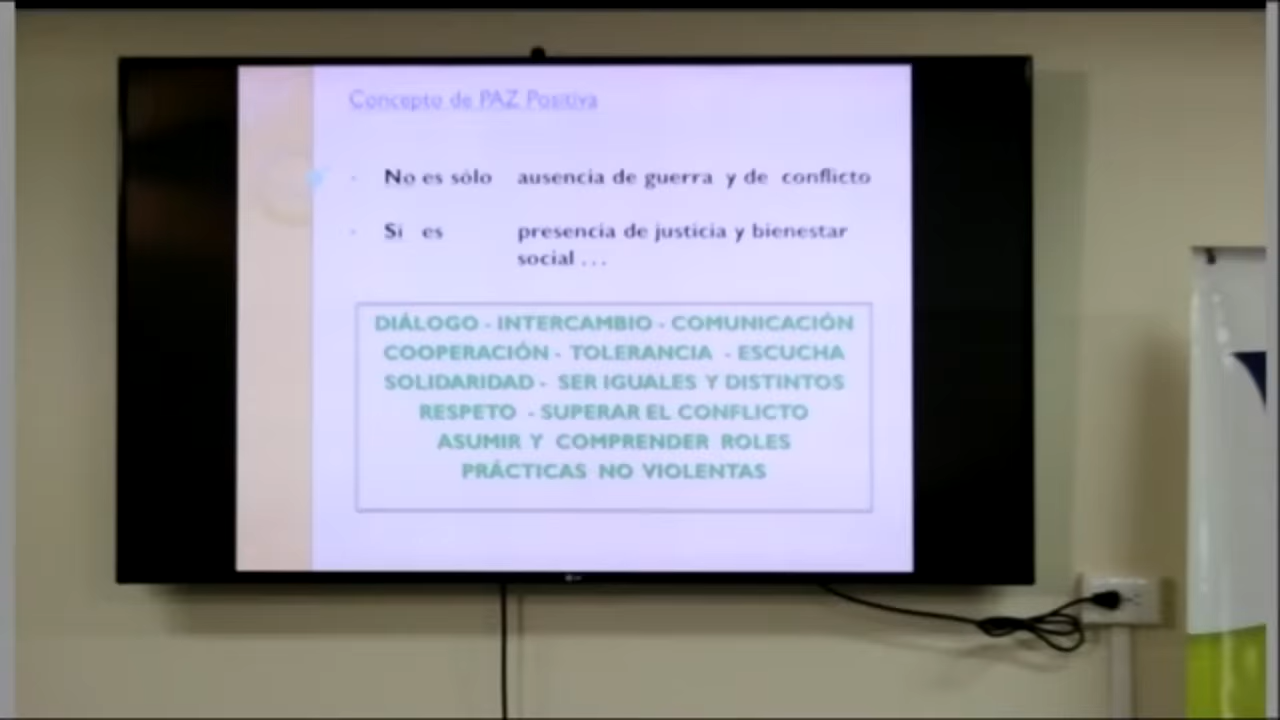 Concepto de PAZ Positiva
No es sólo ausencia de guerra y de conflicto
Si es presencia de justicia y bienestar
social ...
DIÁLOGO - INTERCAMBIO - COMUNICACIÓN
COOPERACIÓN - TOLERANCIA - ESCUCHA
SOLIDARIDAD - SER IGUALES Y DISTINTOS
RESPETO - SUPERAR EL CONFLICTO
ASUMIR Y COMPRENDER ROLES
PRÁCTICAS NO VIOLENTAS